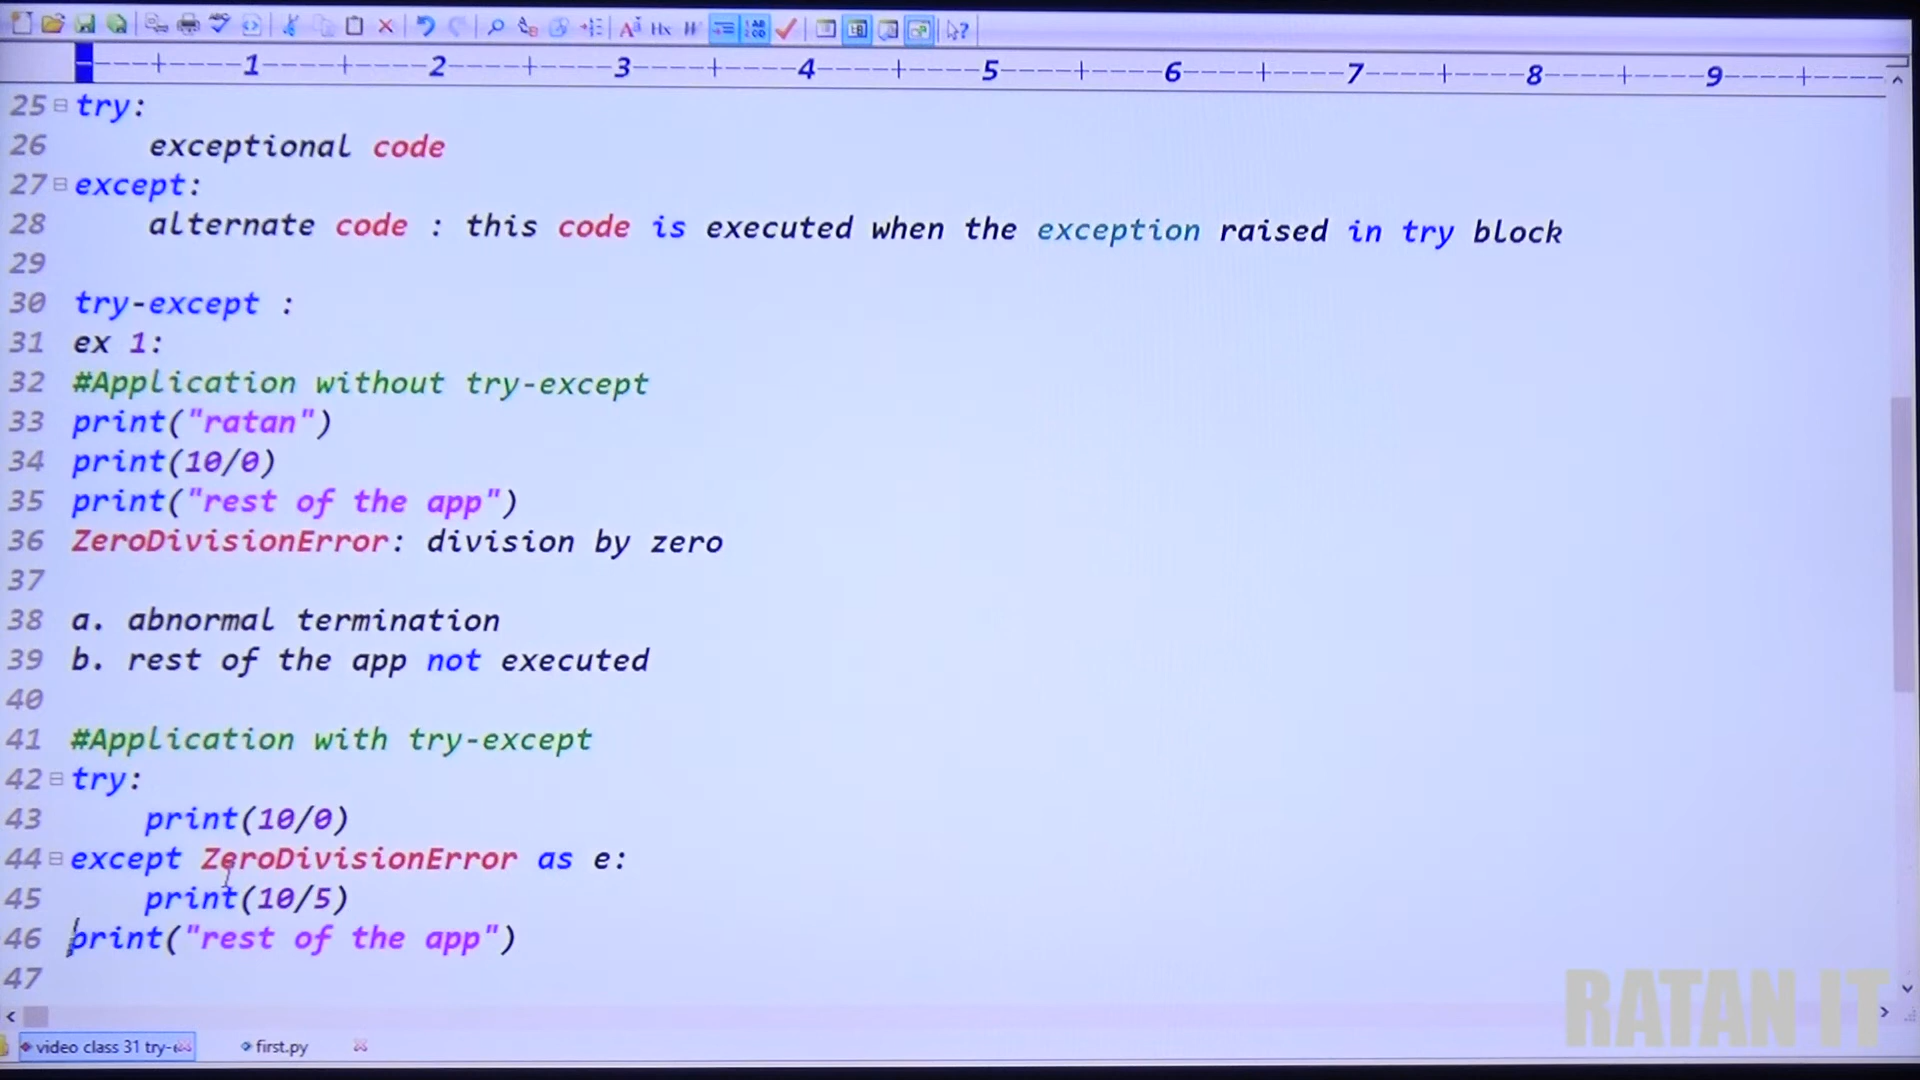 1 2 3 4 5 6 7 8 9
25 try:
26 exceptional code
27 except:
28 alternate code : this code is executed when the exception raised in try block
29
30 try-except :
31 ex 1:
32 #Application without try-except
33 print("ratan")
34 print(10/0)
35 print("rest of the app")
36 ZeroDivisionError: division by zero
37
38 a. abnormal termination
39 b. rest of the app not executed
40
41 #Application with try-except
42 try:
43 print(10/0)
44 except ZeroDivisionError as e:
45 print(10/5)
46 print("rest of the app")
47
RATAN IT
video class 31 try-
first.py